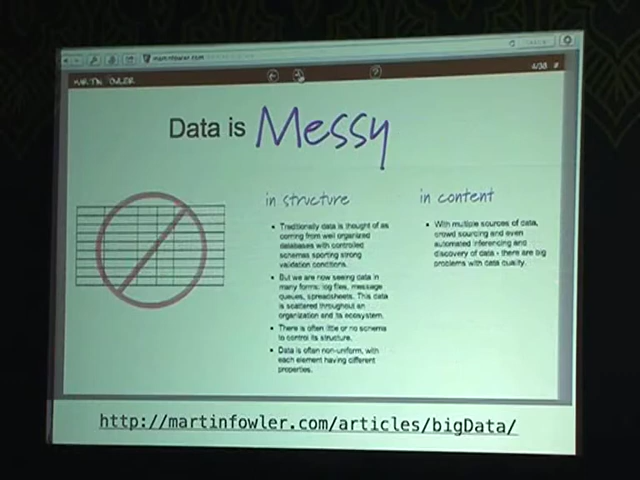 martinfowler.com
MARTIN FOWLER
4/38
Data is Messy
in structure
Traditionally data is thought of as
coming from well organized
databases with controlled
schemas sporting strong
validation conditions.
But we are now seeing data in
many forms: log files, message
queues, spreadsheets. This data
is scattered throughout an
organization and its ecosystem.
There is often little or no schema
to control its structure.
Data is often non-uniform, with
each element having different
properties.
in content
With multiple sources of data,
crowd sourcing and even
automated inferencing and
discovery of data - there are big
problems with data quality.
http://martinfowler.com/articles/bigData/